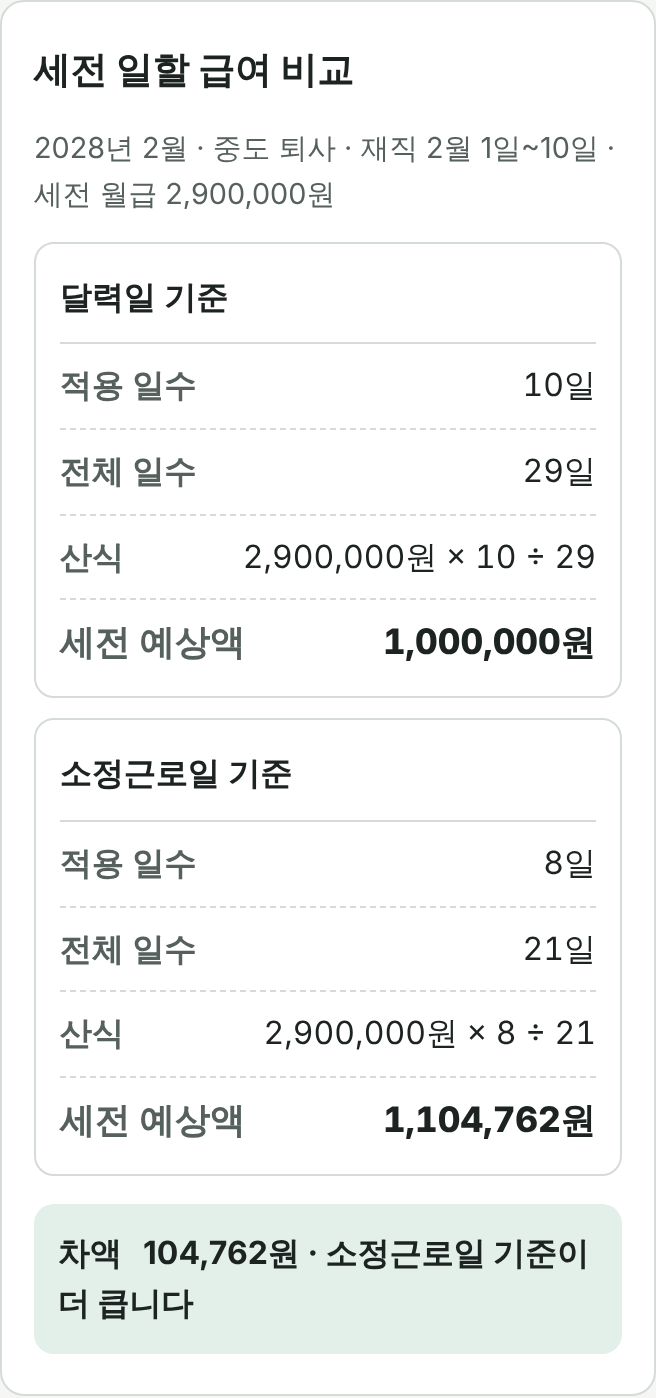 세전 일할 급여 비교
2028년 2월 · 중도 퇴사 · 재직 2월 1일~10일 ·
세전 월급 2,900,000원
달력일 기준
적용 일수 10일
전체 일수 29일
산식 2,900,000원 × 10 ÷ 29
세전 예상액 1,000,000원
소정근로일 기준
적용 일수 8일
전체 일수 21일
산식 2,900,000원 × 8 ÷ 21
세전 예상액 1,104,762원
차액 104,762원 · 소정근로일 기준이
더 큽니다